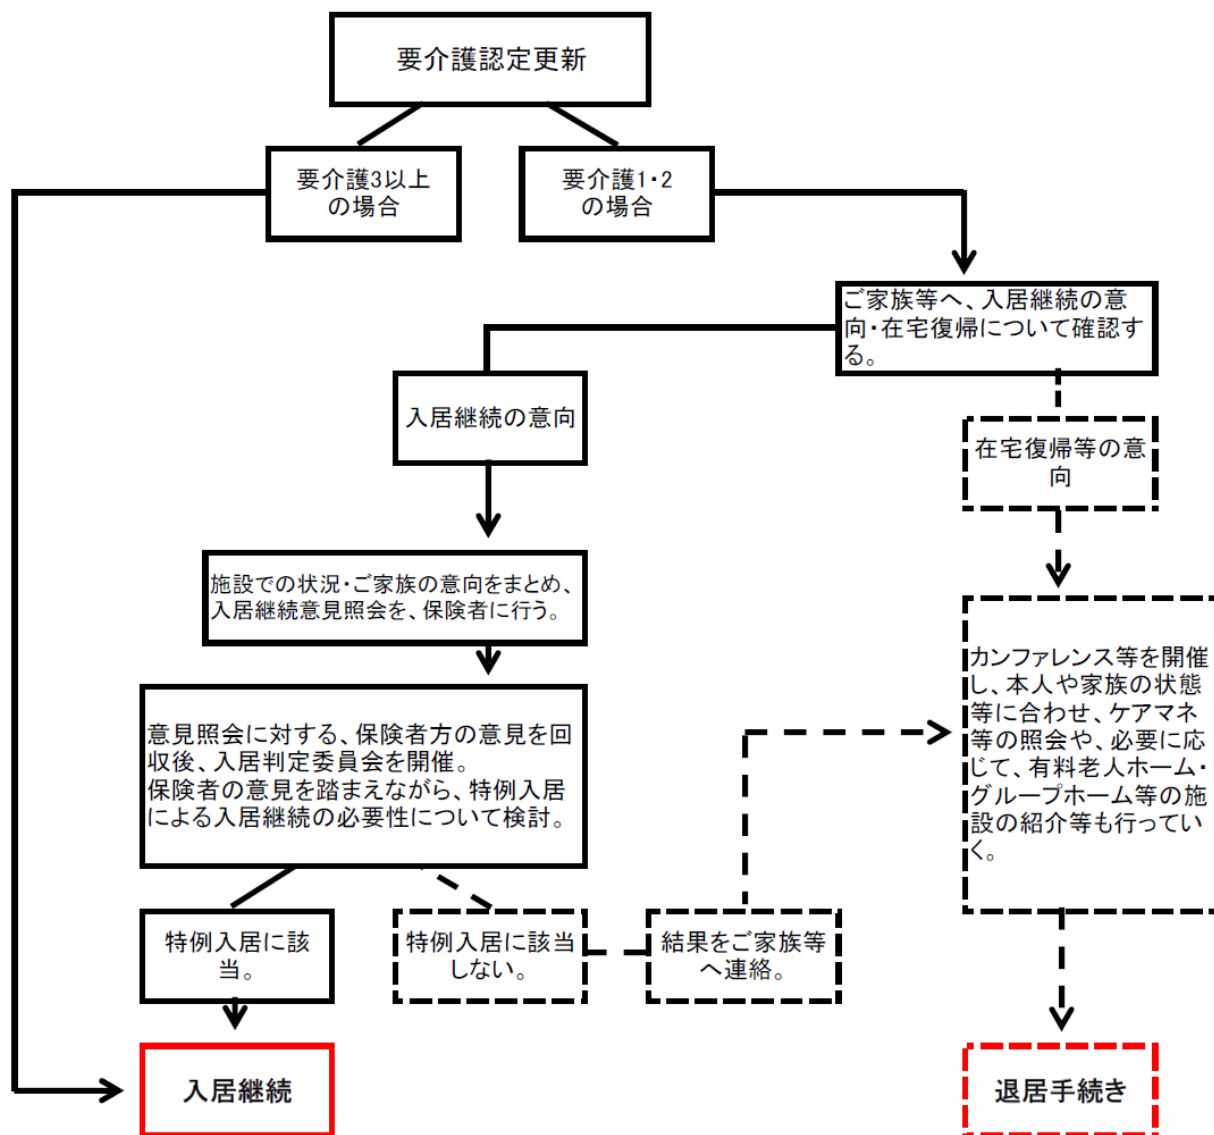 要介護認定更新
要介護3以上
の場合
要介護1・2
の場合
ご家族等へ、入居継続の意
向・在宅復帰について確認す
る。
入居継続の意向
在宅復帰等の意
向
施設での状況・ご家族の意向をまとめ、
入居継続意見照会を、保険者に行う。
意見照会に対する、保険者方の意見を回
収後、入居判定委員会を開催。
保険者の意見を踏まえながら、特例入居
による入居継続の必要性について検討。
カンファレンス等を開催
し、本人や家族の状態
等に合わせ、ケアマネ
等の照会や、必要に応
じて、有料老人ホーム・
グループホーム等の施
設の紹介等も行ってい
く。
特例入居に該
当。
特例入居に該当
しない。
結果をご家族等
へ連絡。
入居継続
退居手続き